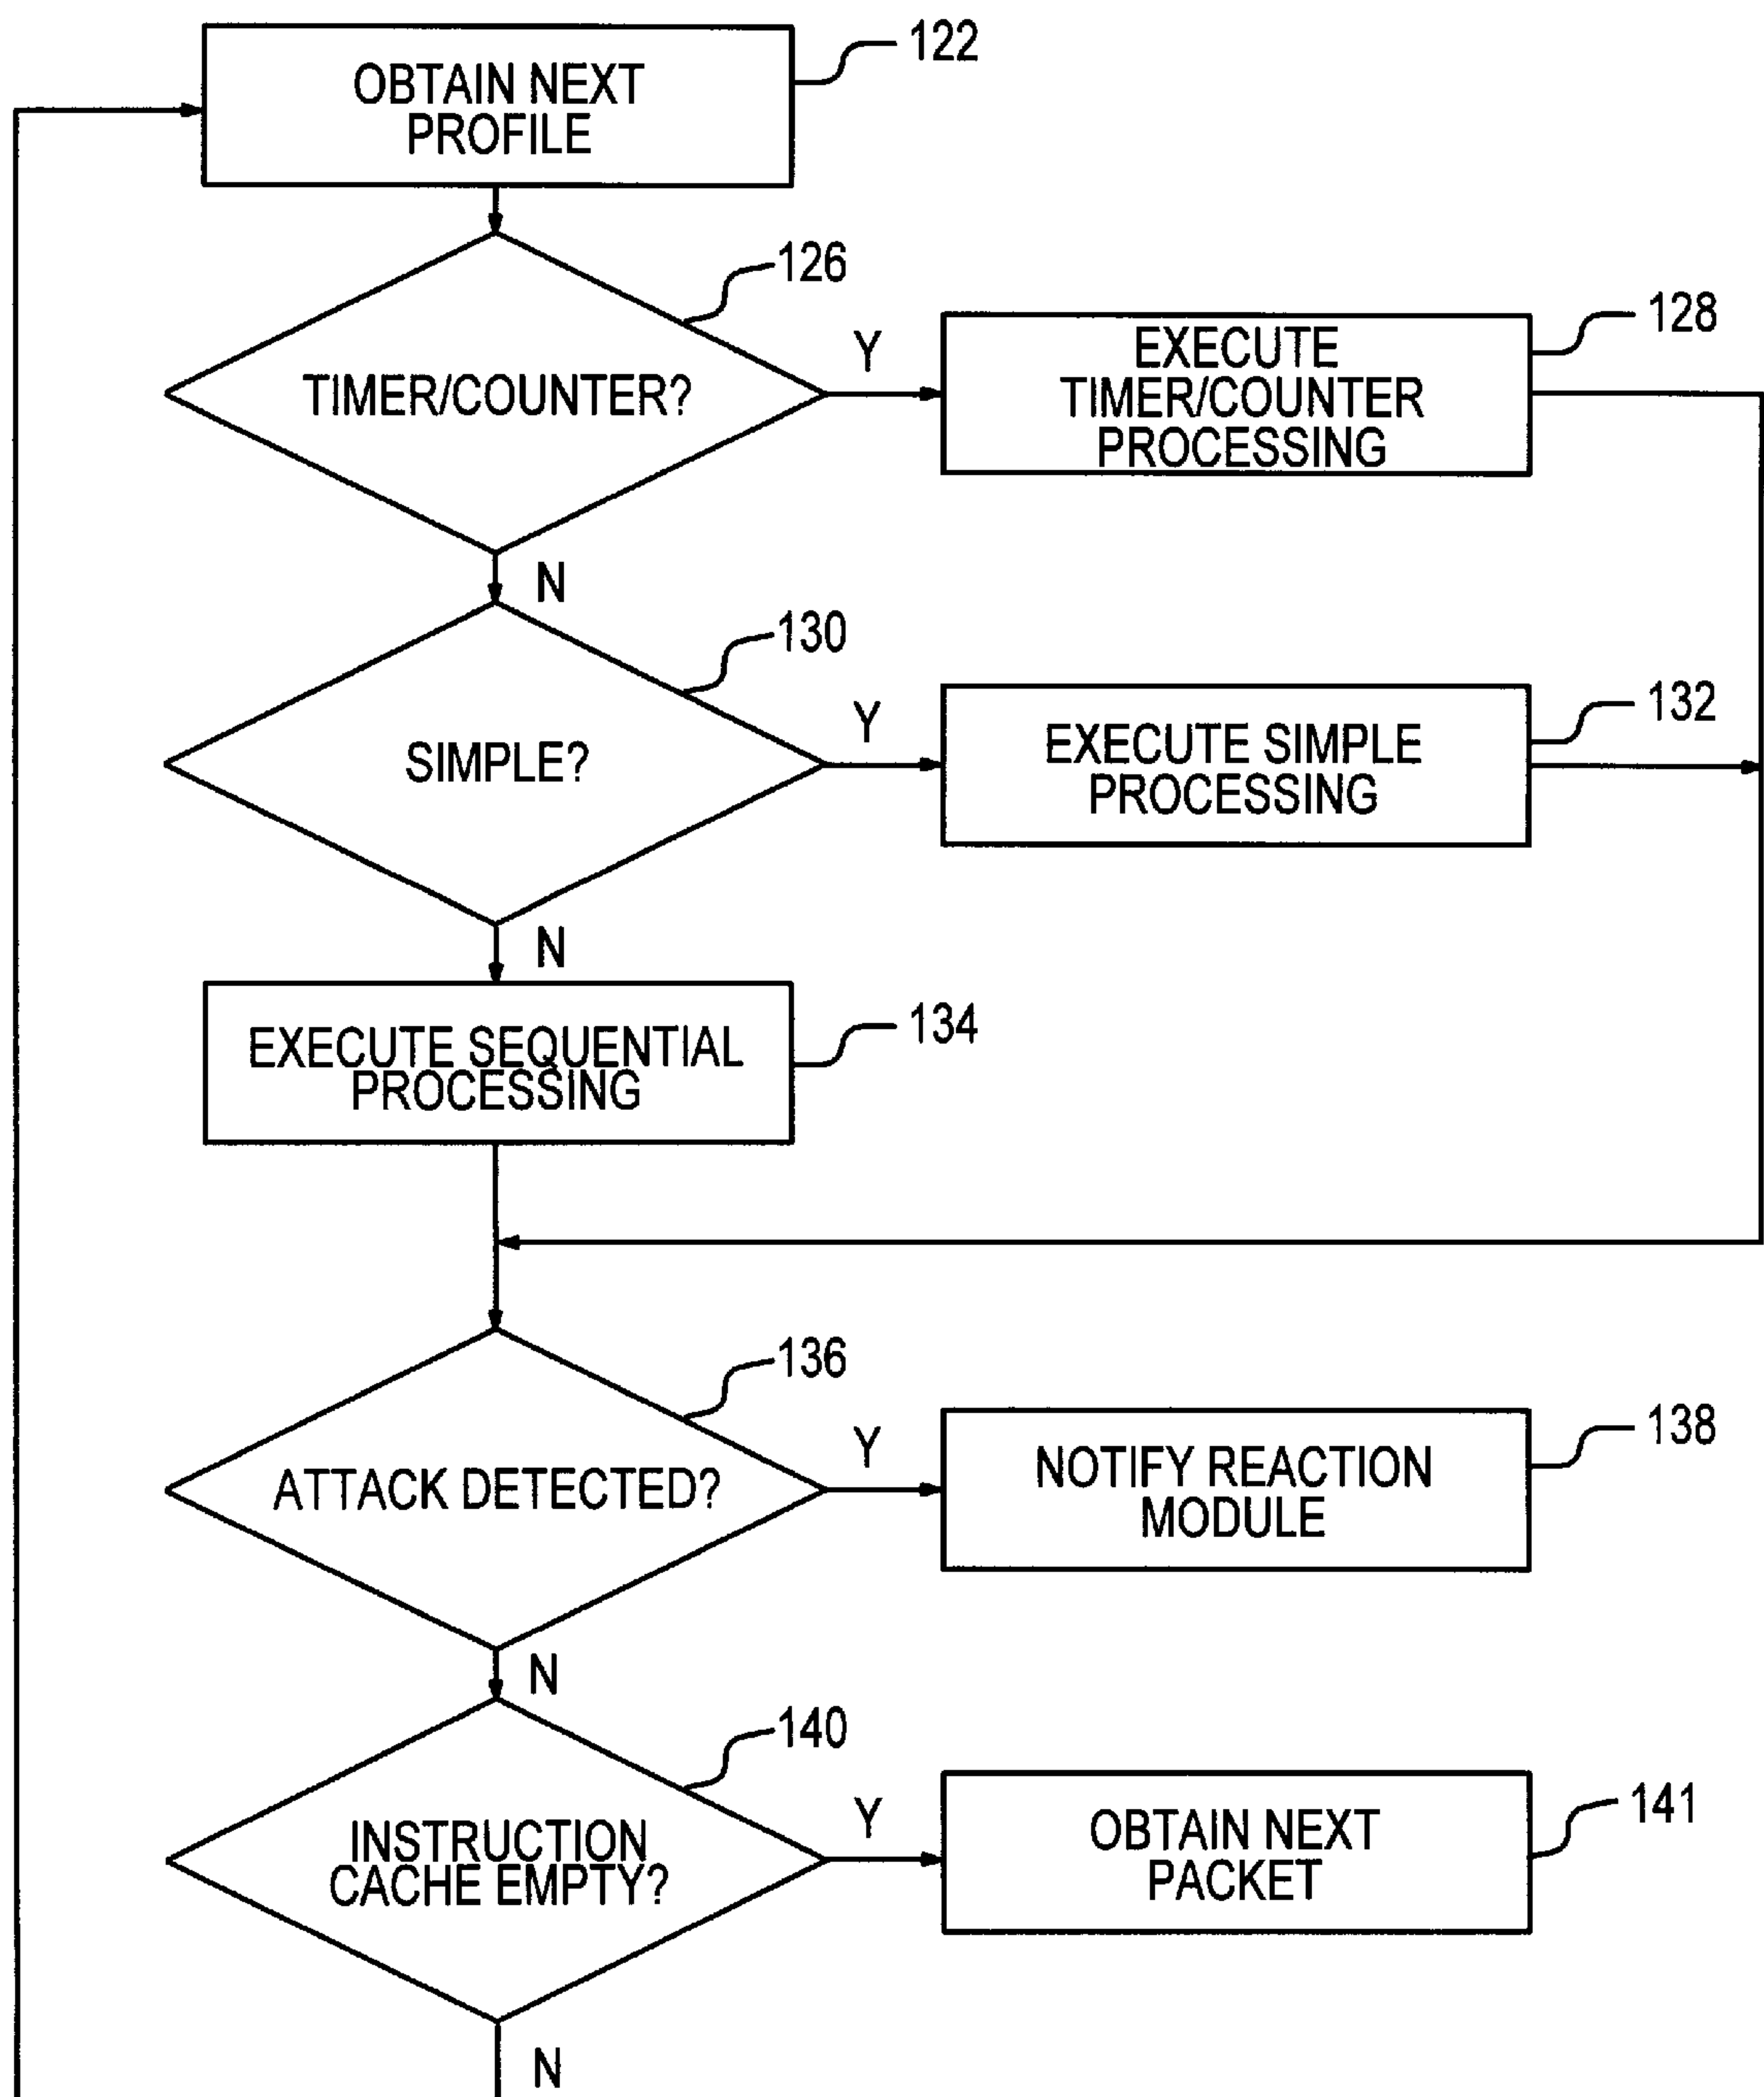 122
OBTAIN NEXT
PROFILE
126
TIMER/COUNTER?
Y
128
EXECUTE
TIMER/COUNTER
PROCESSING
N
130
SIMPLE?
Y
132
EXECUTE SIMPLE
PROCESSING
N
134
EXECUTE SEQUENTIAL
PROCESSING
136
ATTACK DETECTED?
Y
138
NOTIFY REACTION
MODULE
N
140
INSTRUCTION
CACHE EMPTY?
Y
141
OBTAIN NEXT
PACKET
N